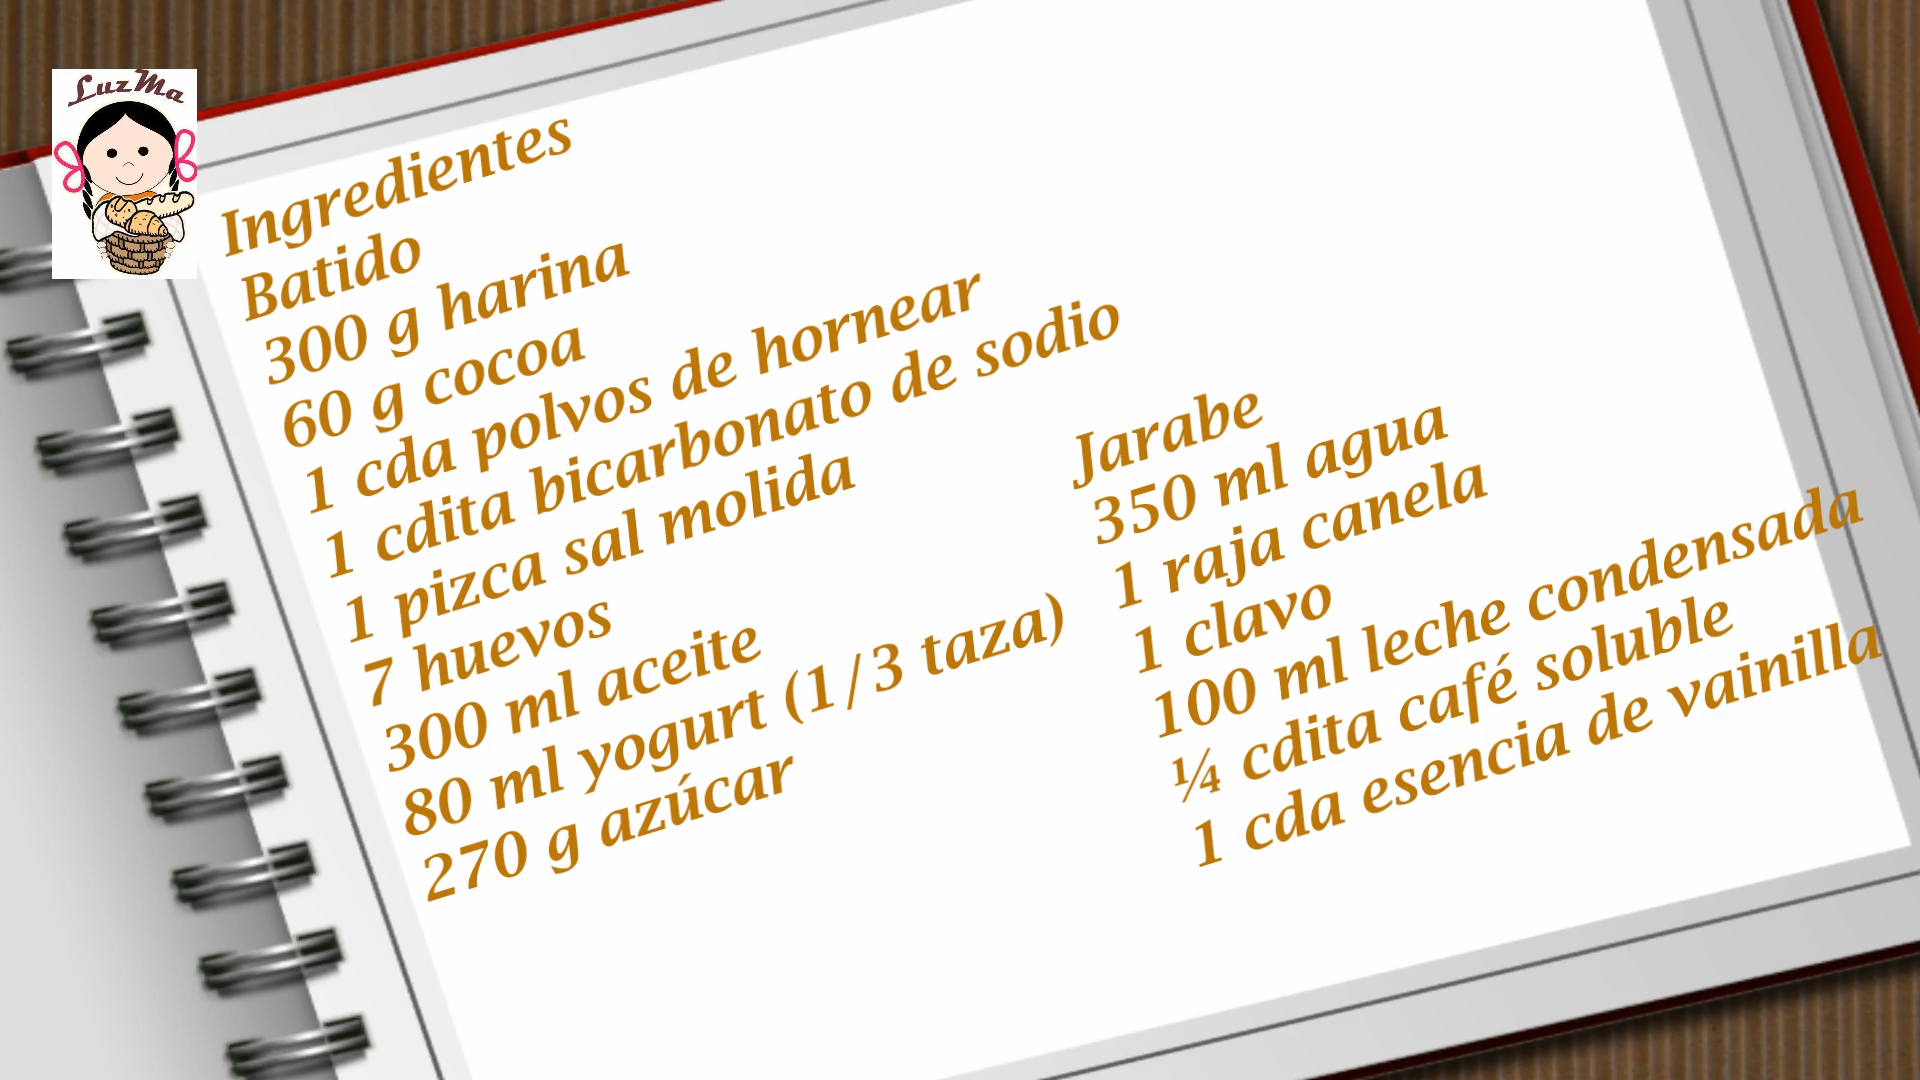 LuzMa
Ingredientes
Batido
300 g harina
60 g cocoa
1 cda polvos de hornear
1 cdita bicarbonato de sodio
1 pizca sal molida
7 huevos
300 ml aceite
80 ml yogurt (1/3 taza)
270 g azúcar
Jarabe
350 ml agua
1 raja canela
1 clavo
100 ml leche condensada
¼ cdita café soluble
1 cda esencia de vainilla